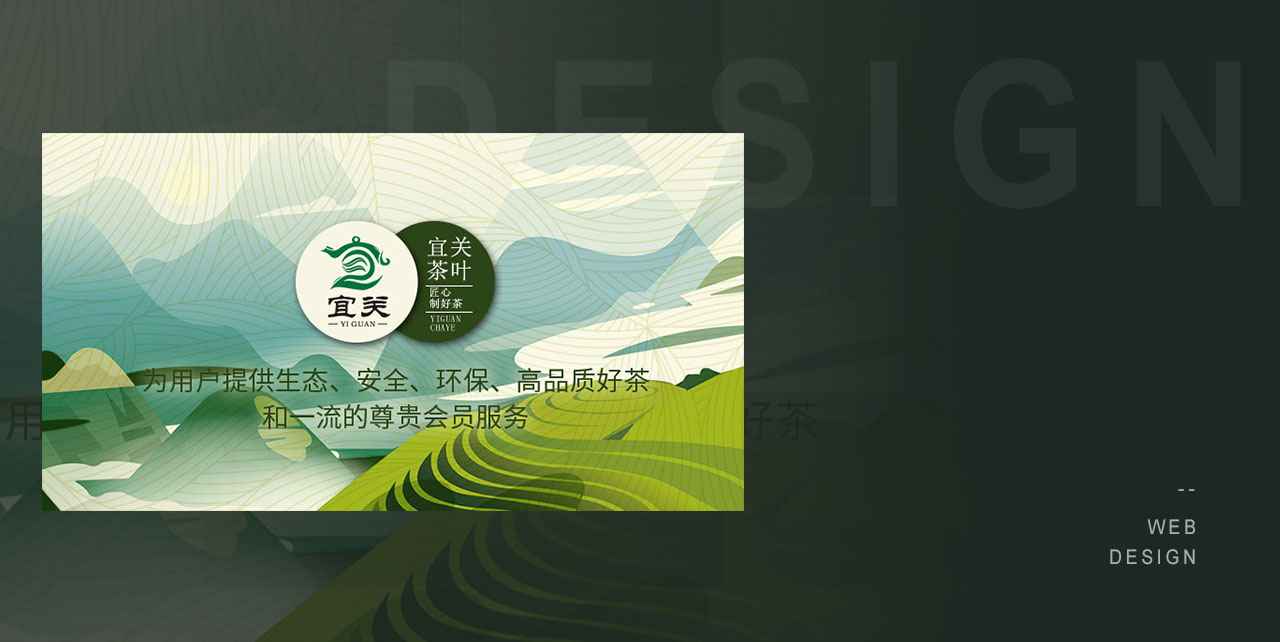 DESIGN
宜关
YI GUAN
宜关
茶叶
匠心
制好茶
YIGUAN
CHAYE
为用户提供生态、安全、环保、高品质好茶
和一流的尊贵会员服务
用
好茶
--
WEB
DESIGN